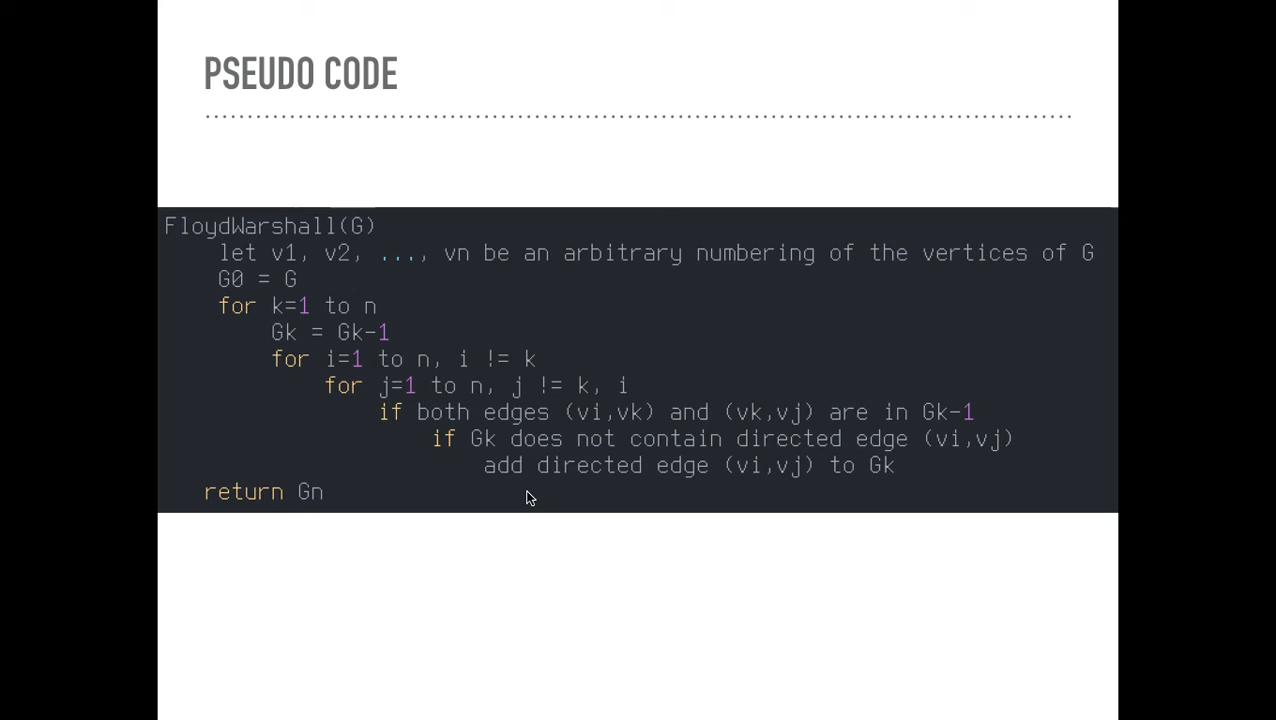 PSEUDO CODE
FloydWarshall(G)
let v1, v2, ..., vn be an arbitrary numbering of the vertices of G
G0 = G
for k=1 to n
Gk = Gk-1
for i=1 to n, i != k
for j=1 to n, j != k, i
if both edges (vi,vk) and (vk,vj) are in Gk-1
if Gk does not contain directed edge (vi,vj)
add directed edge (vi,vj) to Gk
return Gn